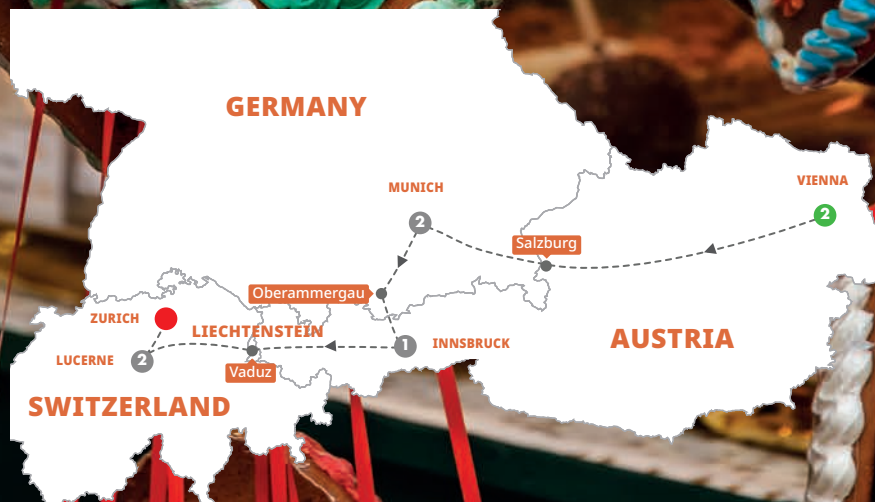 GERMANY
MUNICH
2
VIENNA
2
Salzburg
Oberammergau
ZURICH
LIECHTENSTEIN
1
INNSBRUCK
AUSTRIA
LUCERNE
2
Vaduz
SWITZERLAND